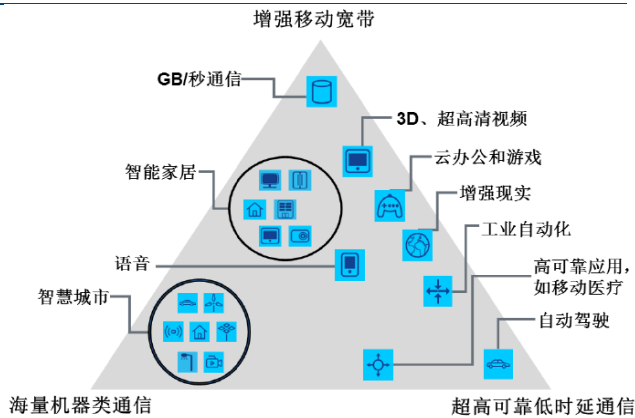 增强移动宽带
GB/秒通信
3D、超高清视频
云办公和游戏
智能家居
增强现实
工业自动化
语音
高可靠应用，
如移动医疗
智慧城市
自动驾驶
海量机器类通信
超高可靠低时延通信